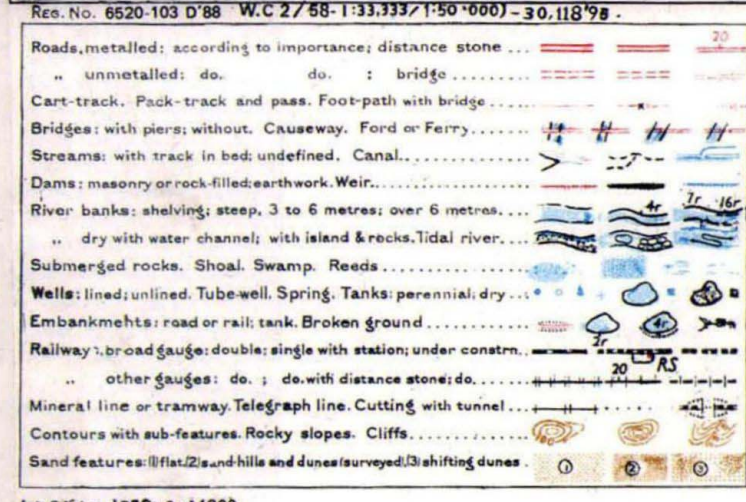 REG. NO. 6520-103 D'88 W.C 2/58-1:33,333/1:50·000)-30,118'95.
Roads, metalled: according to importance; distance stone ... 20
„ unmetalled: do. do. : bridge .........
Cart-track. Pack-track and pass. Foot-path with bridge......
Bridges: with piers; without. Causeway. Ford or Ferry.......
Streams: with track in bed; undefined. Canal..............
Dams: masonry or rock-filled; earthwork. Weir..............
River banks: shelving; steep, 3 to 6 metres; over 6 metres.... 4r 7r 16r
„ dry with water channel; with island & rocks. Tidal river....
Submerged rocks. Shoal. Swamp. Reeds .................
Wells: lined; unlined. Tube-well. Spring. Tanks: perennial; dry ...
Embankments: road or rail; tank. Broken ground ........... 2r 4r
Railways, broad gauge: double; single with station; under constrn.. RS
„ other gauges: do. ; do. with distance stone; do....... 20
Mineral line or tramway. Telegraph line. Cutting with tunnel ...
Contours with sub-features. Rocky slopes. Cliffs..............
Sand features: (1) flat (2) sand-hills and dunes (surveyed), (3) shifting dunes . 1 2 3